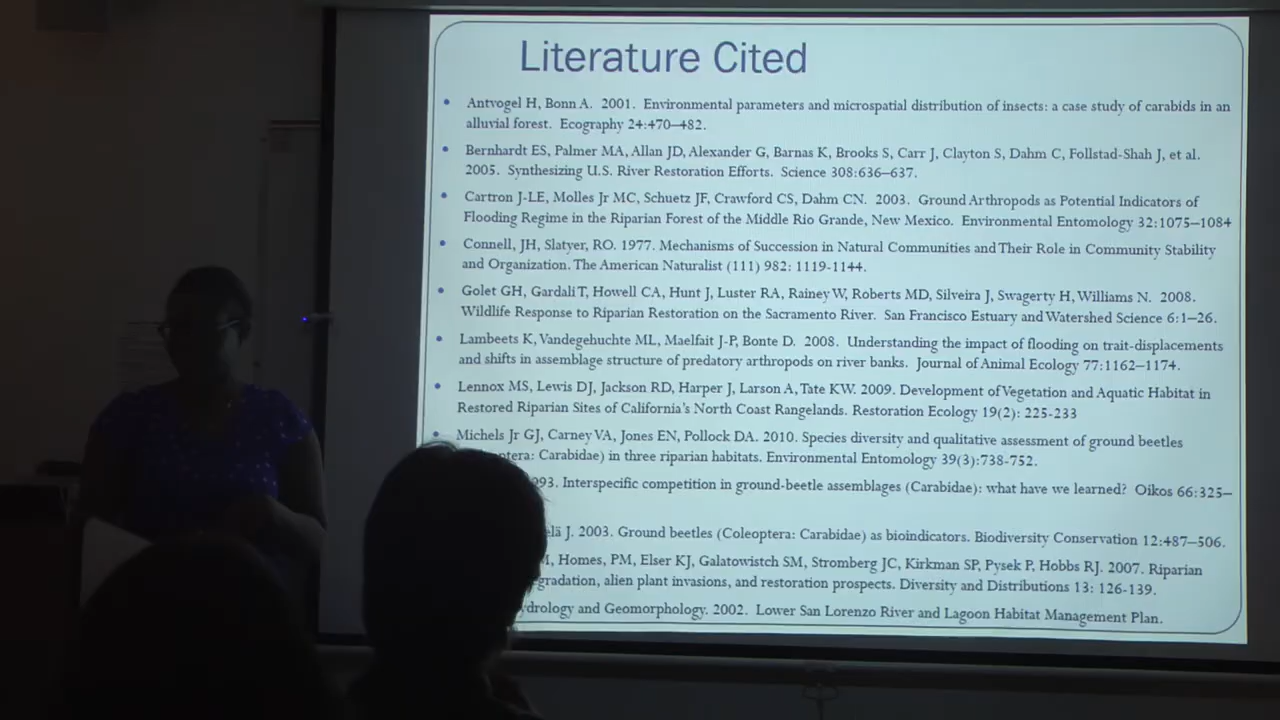 Literature Cited
• Antvogel H, Bonn A. 2001. Environmental parameters and microspatial distribution of insects: a case study of carabids in an
alluvial forest. Ecography 24:470–482.
• Bernhardt ES, Palmer MA, Allan JD, Alexander G, Barnas K, Brooks S, Carr J, Clayton S, Dahm C, Follstad-Shah J, et al.
2005. Synthesizing U.S. River Restoration Efforts. Science 308:636–637.
• Cartron J-LE, Molles Jr MC, Schuetz JF, Crawford CS, Dahm CN. 2003. Ground Arthropods as Potential Indicators of
Flooding Regime in the Riparian Forest of the Middle Rio Grande, New Mexico. Environmental Entomology 32:1075–1084
• Connell, JH, Slatyer, RO. 1977. Mechanisms of Succession in Natural Communities and Their Role in Community Stability
and Organization. The American Naturalist (111) 982: 1119-1144.
• Golet GH, Gardali T, Howell CA, Hunt J, Luster RA, Rainey W, Roberts MD, Silveira J, Swagerty H, Williams N. 2008.
Wildlife Response to Riparian Restoration on the Sacramento River. San Francisco Estuary and Watershed Science 6:1–26.
• Lambeets K, Vandegehuchte ML, Maelfait J-P, Bonte D. 2008. Understanding the impact of flooding on trait-displacements
and shifts in assemblage structure of predatory arthropods on river banks. Journal of Animal Ecology 77:1162–1174.
• Lennox MS, Lewis DJ, Jackson RD, Harper J, Larson A, Tate KW. 2009. Development of Vegetation and Aquatic Habitat in
Restored Riparian Sites of California's North Coast Rangelands. Restoration Ecology 19(2): 225-233
• Michels Jr GJ, Carney VA, Jones EN, Pollock DA. 2010. Species diversity and qualitative assessment of ground beetles
Carabidae) in three riparian habitats. Environmental Entomology 39(3):738-752.
Interspecific competition in ground-beetle assemblages (Carabidae): what have we learned? Oikos 66:325–
J. 2003. Ground beetles (Coleoptera: Carabidae) as bioindicators. Biodiversity Conservation 12:487–506.
Homes, PM, Elser KJ, Galatowistch SM, Stromberg JC, Kirkman SP, Pysek P, Hobbs RJ. 2007. Riparian
alien plant invasions, and restoration prospects. Diversity and Distributions 13: 126-139.
and Geomorphology. 2002. Lower San Lorenzo River and Lagoon Habitat Management Plan.